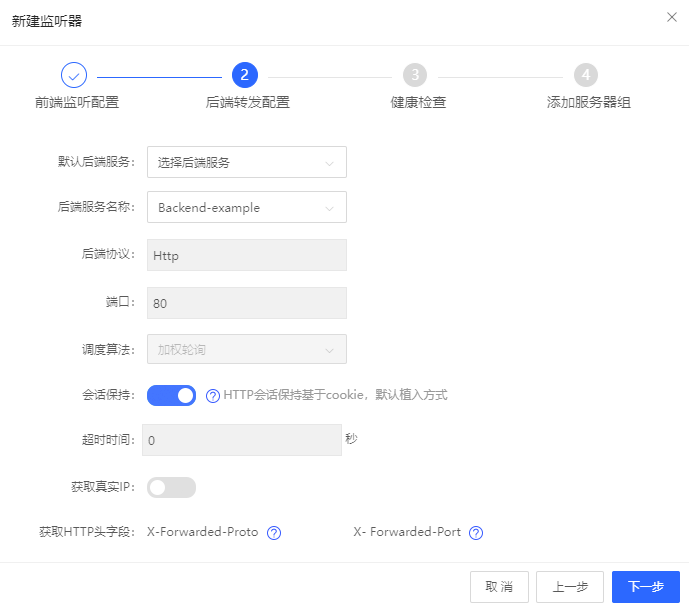 新建监听器
2 3 4
前端监听配置 后端转发配置 健康检查 添加服务器组
默认后端服务： 选择后端服务
后端服务名称： Backend-example
后端协议： Http
端口： 80
调度算法： 加权轮询
会话保持： ? HTTP会话保持基于cookie，默认植入方式
超时时间： 0 秒
获取真实IP：
获取HTTP头字段： X-Forwarded-Proto ? X- Forwarded-Port ?
取 消 上一步 下一步